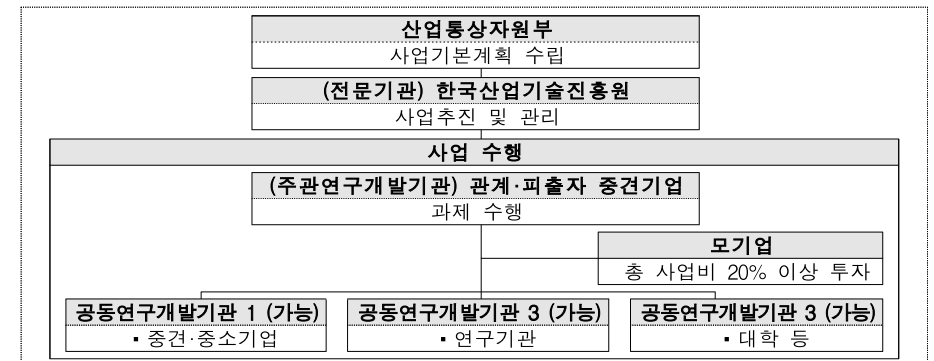 산업통상자원부
사업기본계획 수립
(전문기관) 한국산업기술진흥원
사업추진 및 관리
사업 수행
(주관연구개발기관) 관계·피출자 중견기업
과제 수행
모기업
총 사업비 20% 이상 투자
공동연구개발기관 1 (가능)
▪ 중견·중소기업
공동연구개발기관 3 (가능)
▪ 연구기관
공동연구개발기관 3 (가능)
▪ 대학 등